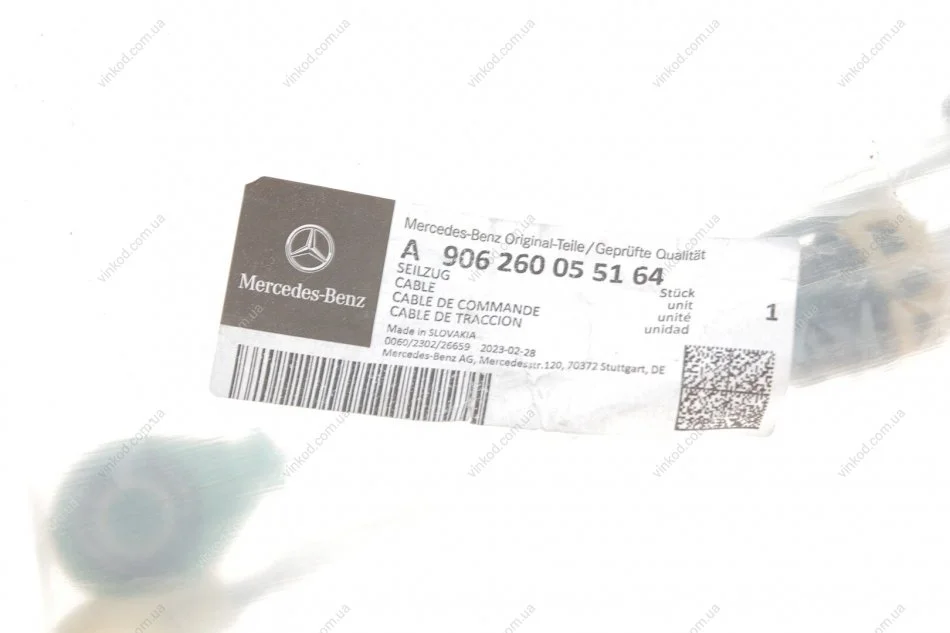 Mercedes-Benz
Mercedes-Benz Original-Teile/Geprüfte Qualität
A 906 260 05 51 64
SEILZUG
CABLE
CABLE DE COMMANDE
CABLE DE TRACCION
Stück
unit
unité
unidad
1
Made in SLOVAKIA
0060/2302/26659 2023-02-28
Mercedes-Benz AG, Mercedesstr.120, 70372 Stuttgart, DE
vinkod.com.ua